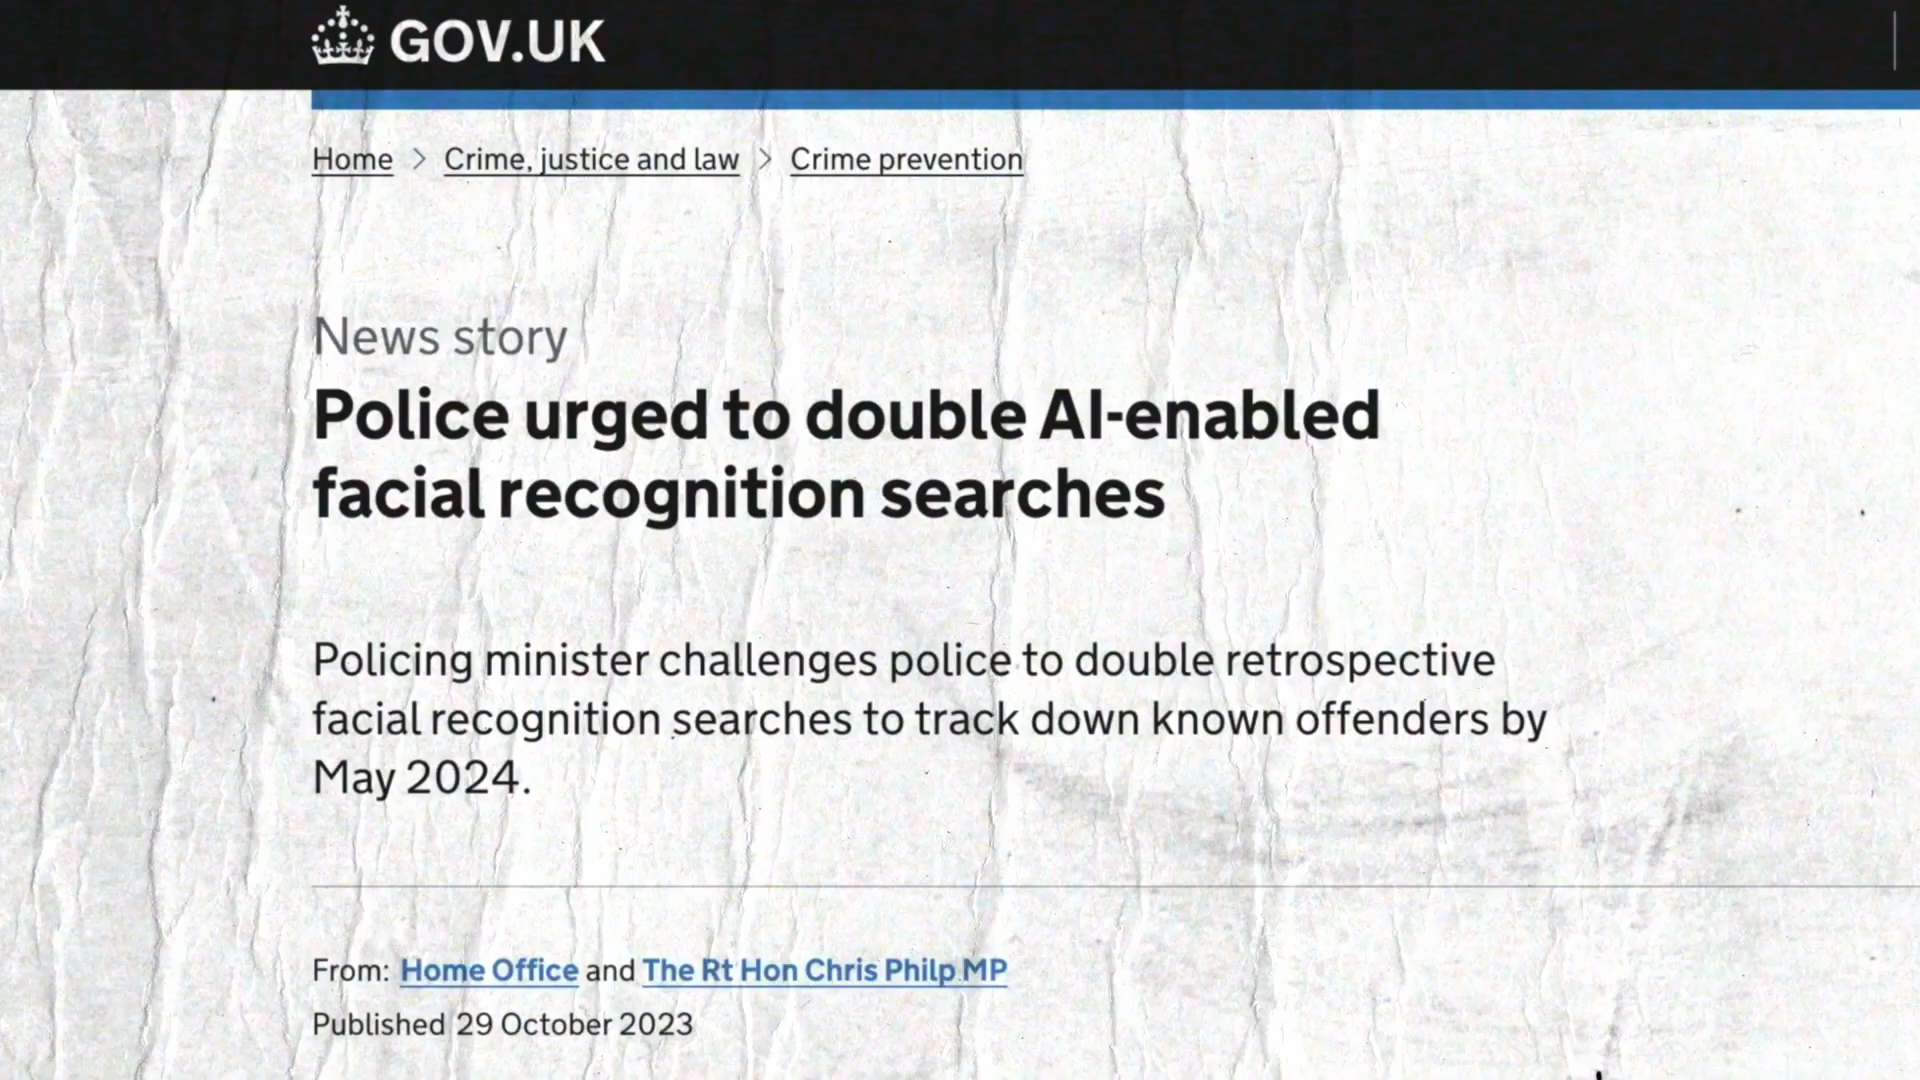 GOV.UK
Home > Crime, justice and law > Crime prevention
News story
Police urged to double AI-enabled
facial recognition searches
Policing minister challenges police to double retrospective
facial recognition searches to track down known offenders by
May 2024.
From: Home Office and The Rt Hon Chris Philp MP
Published 29 October 2023